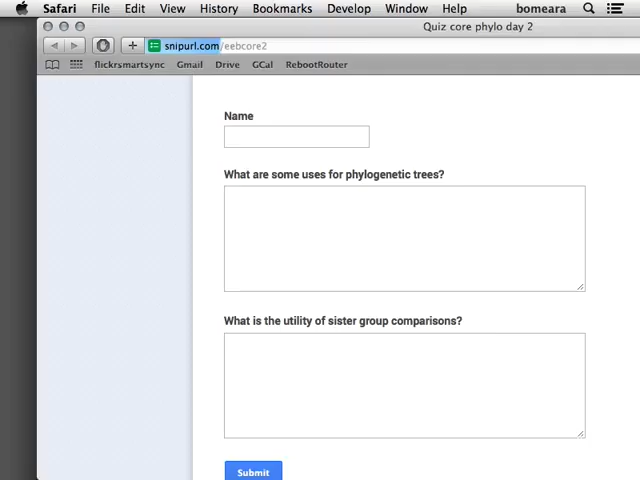 Safari File Edit View History Bookmarks Develop Window Help bomeara
Quiz core phylo day 2
snipurl.com/eebcore2
flickrsmartsync Gmail Drive GCal RebootRouter
Name
What are some uses for phylogenetic trees?
What is the utility of sister group comparisons?
Submit